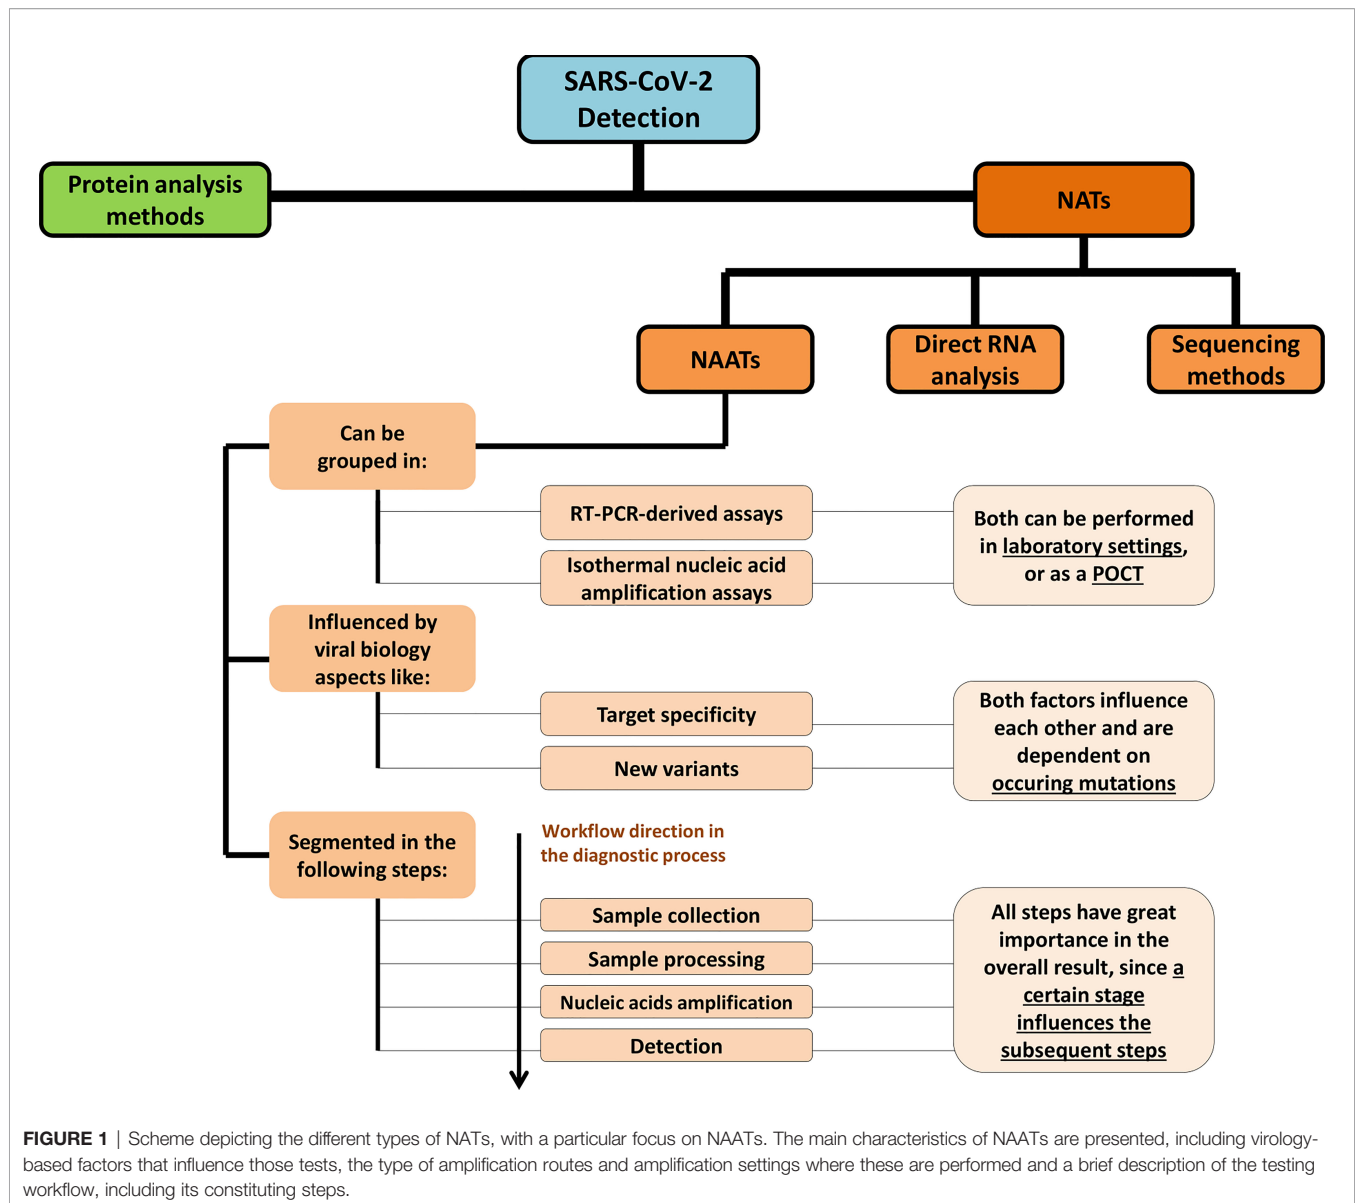 SARS-CoV-2
Detection
Protein analysis
methods
NATs
NAATs
Direct RNA
analysis
Sequencing
methods
Can be
grouped in:
RT-PCR-derived assays
Isothermal nucleic acid
amplification assays
Both can be performed
in laboratory settings,
or as a POCT
Influenced by
viral biology
aspects like:
Target specificity
New variants
Both factors influence
each other and are
dependent on
occuring mutations
Segmented in the
following steps:
Workflow direction in
the diagnostic process
Sample collection
Sample processing
Nucleic acids amplification
Detection
All steps have great
importance in the
overall result, since a
certain stage
influences the
subsequent steps
FIGURE 1 | Scheme depicting the different types of NATs, with a particular focus on NAATs. The main characteristics of NAATs are presented, including virology-
based factors that influence those tests, the type of amplification routes and amplification settings where these are performed and a brief description of the testing
workflow, including its constituting steps.